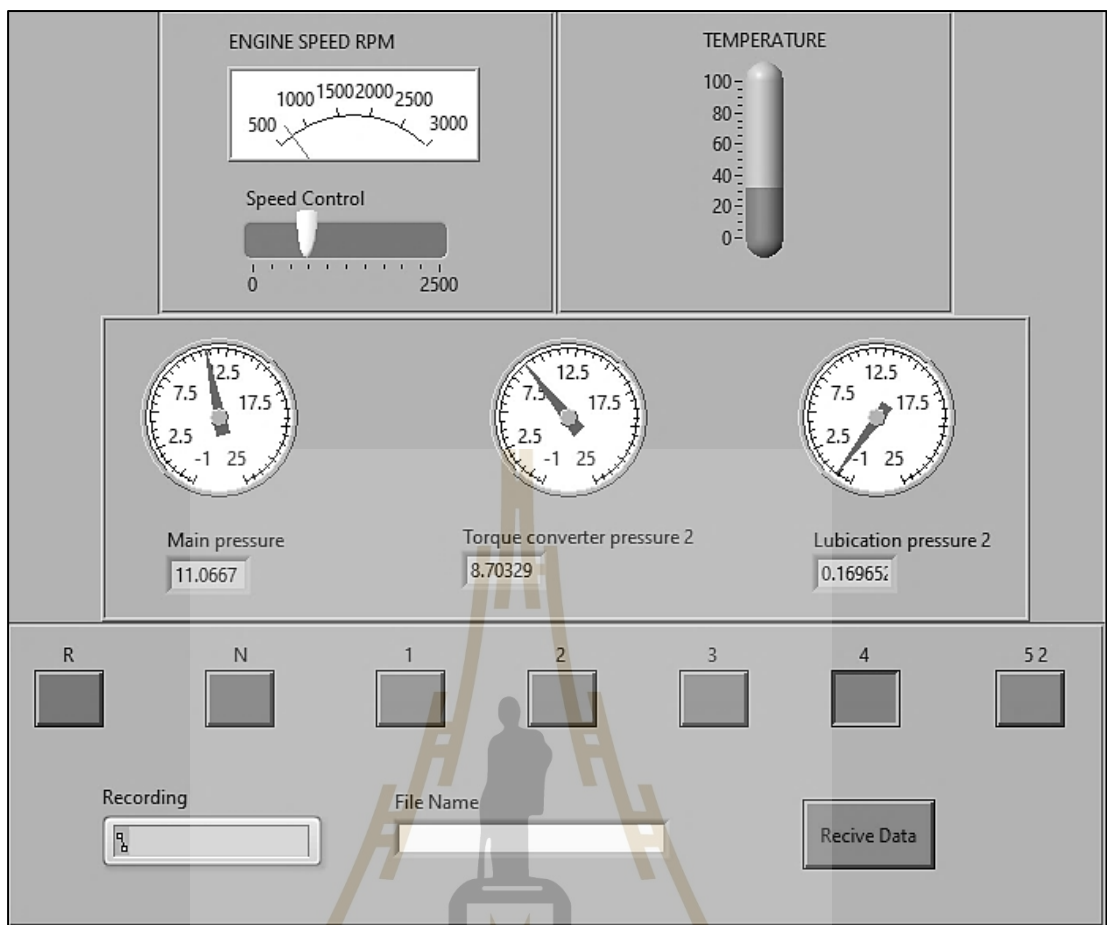 ENGINE SPEED RPM
500 1000 1500 2000 2500 3000
Speed Control
0 2500
TEMPERATURE
100
80
60
40
20
0
-1 2.5 7.5 12.5 17.5 25
-1 2.5 7.5 12.5 17.5 25
-1 2.5 7.5 12.5 17.5 25
Main pressure
11.0667
Torque converter pressure 2
8.70329
Lubication pressure 2
0.169652
R N 1 2 3 4 5 2
Recording
File Name
Recive Data